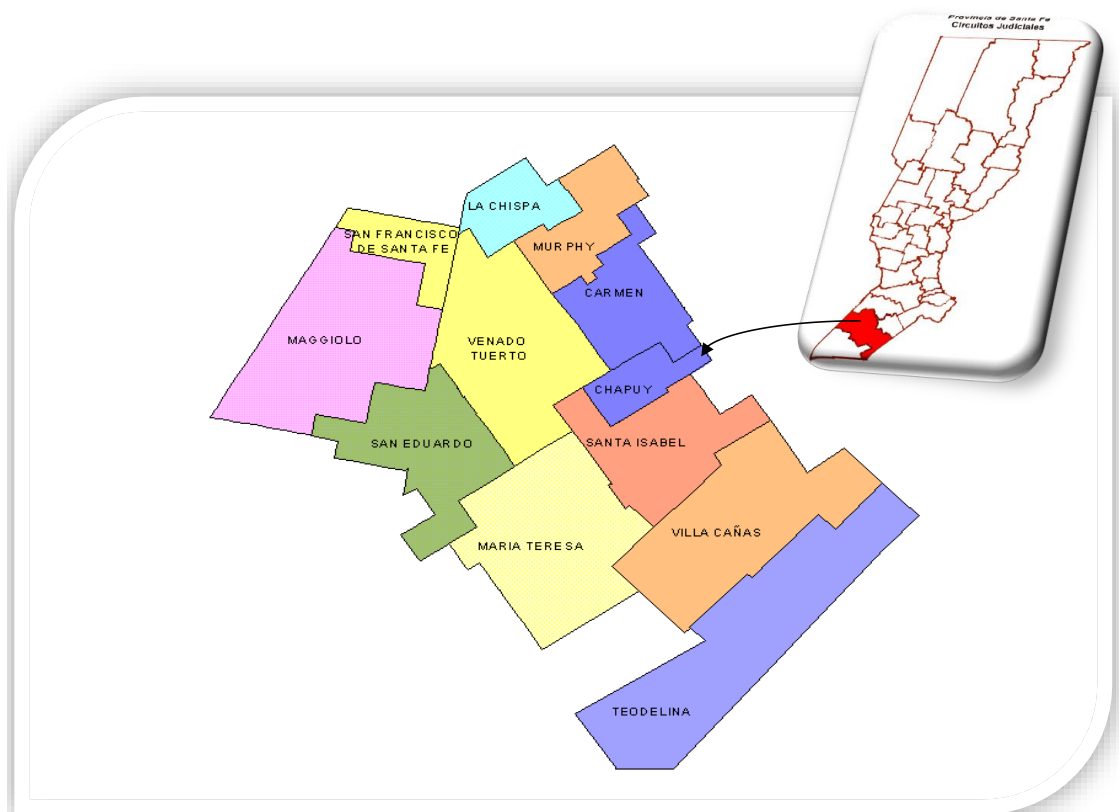 Provincia de Santa Fe
Circuitos Judiciales
LA CHISPA
SAN FRANCISCO
DE SANTA FE
MURPHY
CARMEN
MAGGIOLO
VENADO
TUERTO
CHAPUY
SAN EDUARDO
SANTA ISABEL
VILLA CAÑAS
MARIA TERESA
TEODELINA